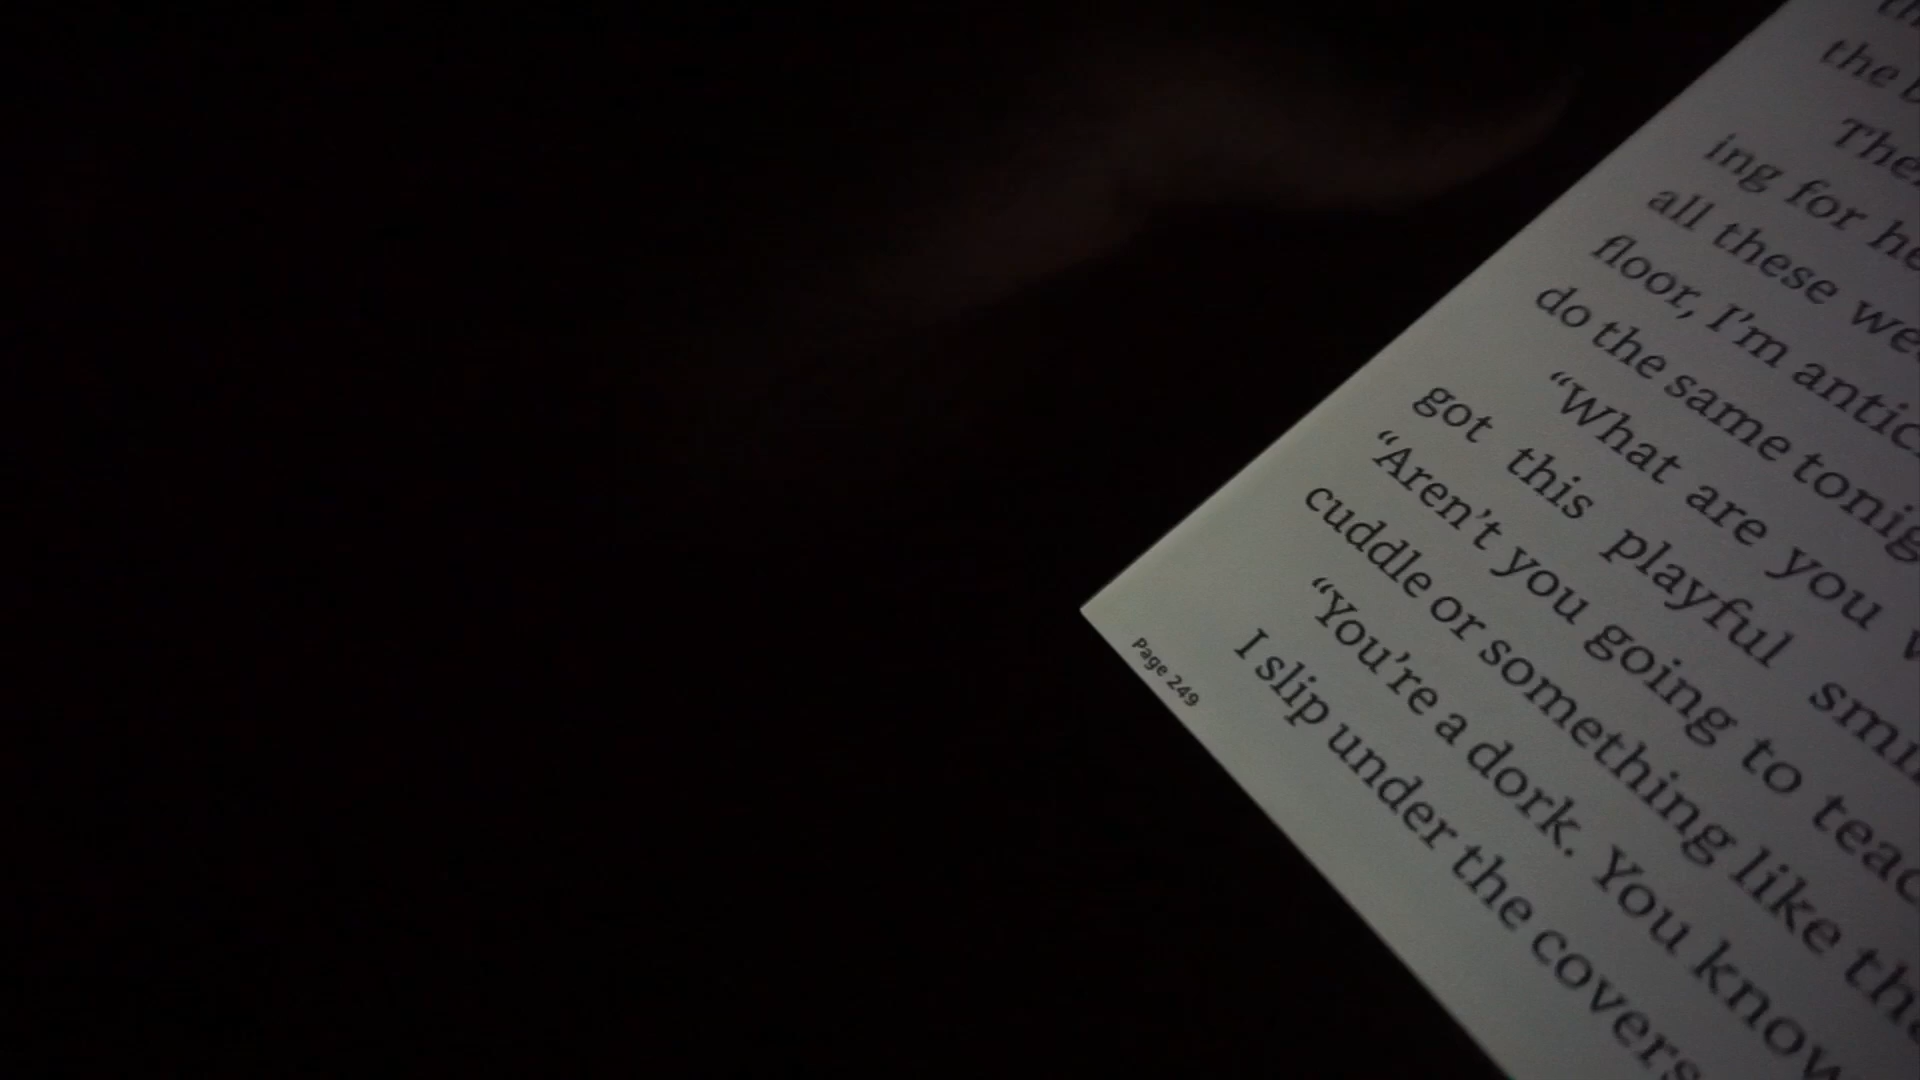 the
The
ing for he
all these we
floor, I'm antic
do the same tonig
"What are you
got this playful smi
"Aren't you going to teac
cuddle or something like tha
"You're a dork. You know
I slip under the covers
Page 249